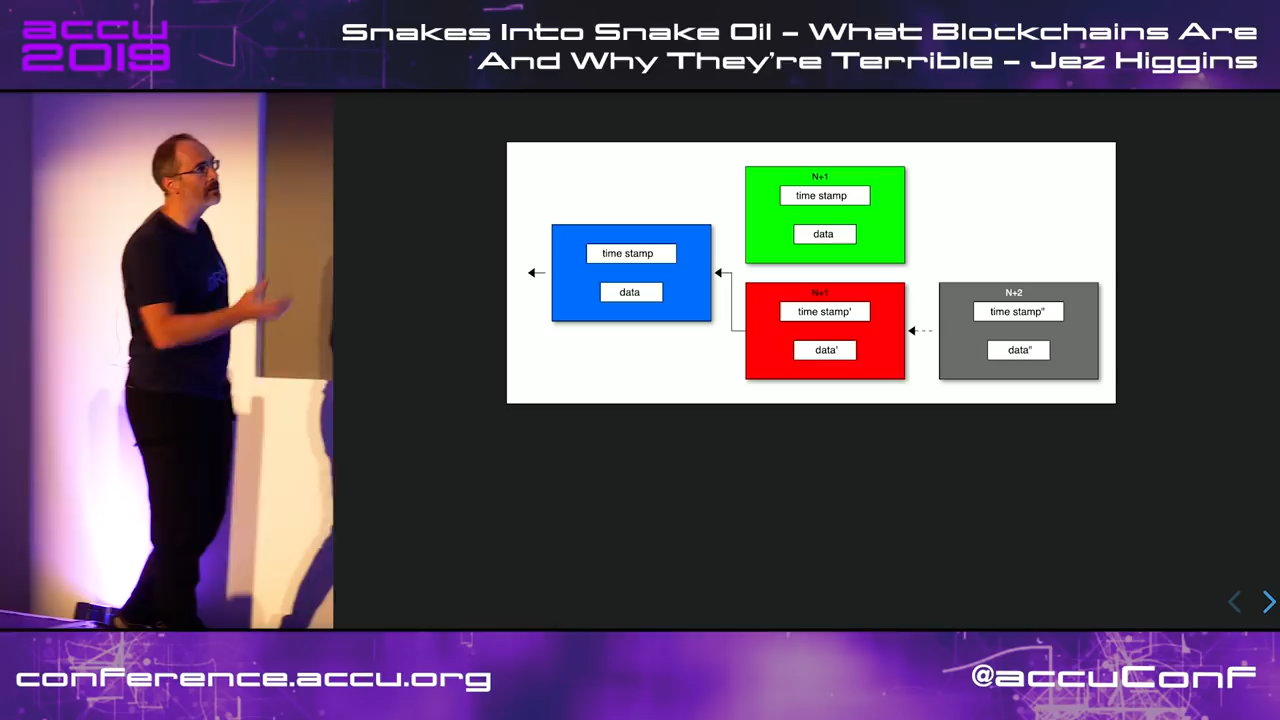 accu
2019
Snakes Into Snake Oil – What Blockchains Are
And Why They're Terrible – Jez Higgins
N+1
time stamp
data
time stamp
data
N+1
time stamp'
data'
N+2
time stamp"
data"
conference.accu.org
@accuConf